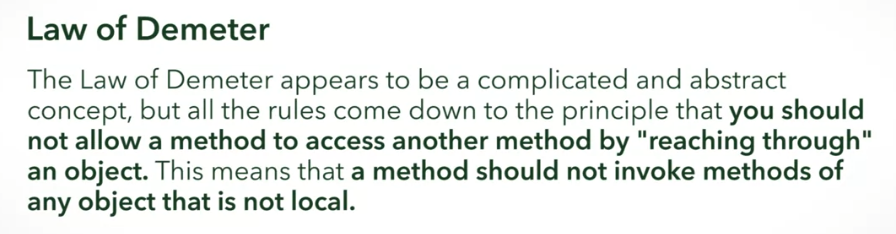 Law of Demeter
The Law of Demeter appears to be a complicated and abstract
concept, but all the rules come down to the principle that you should
not allow a method to access another method by "reaching through"
an object. This means that a method should not invoke methods of
any object that is not local.